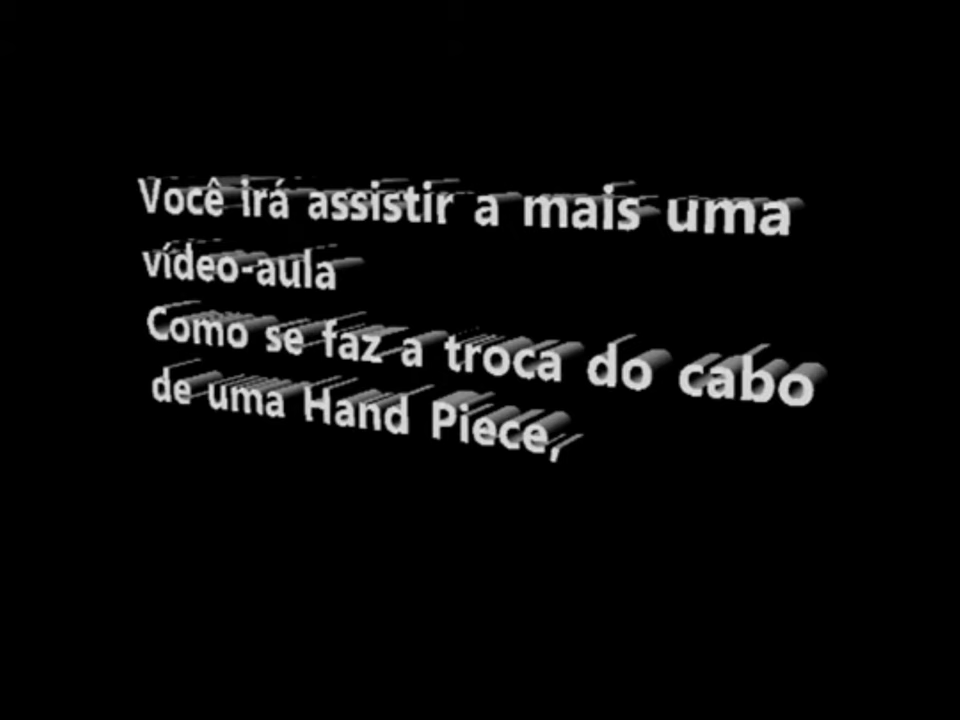 Você irá assistir a mais uma
vídeo-aula
Como se faz a troca do cabo
de uma Hand Piece,